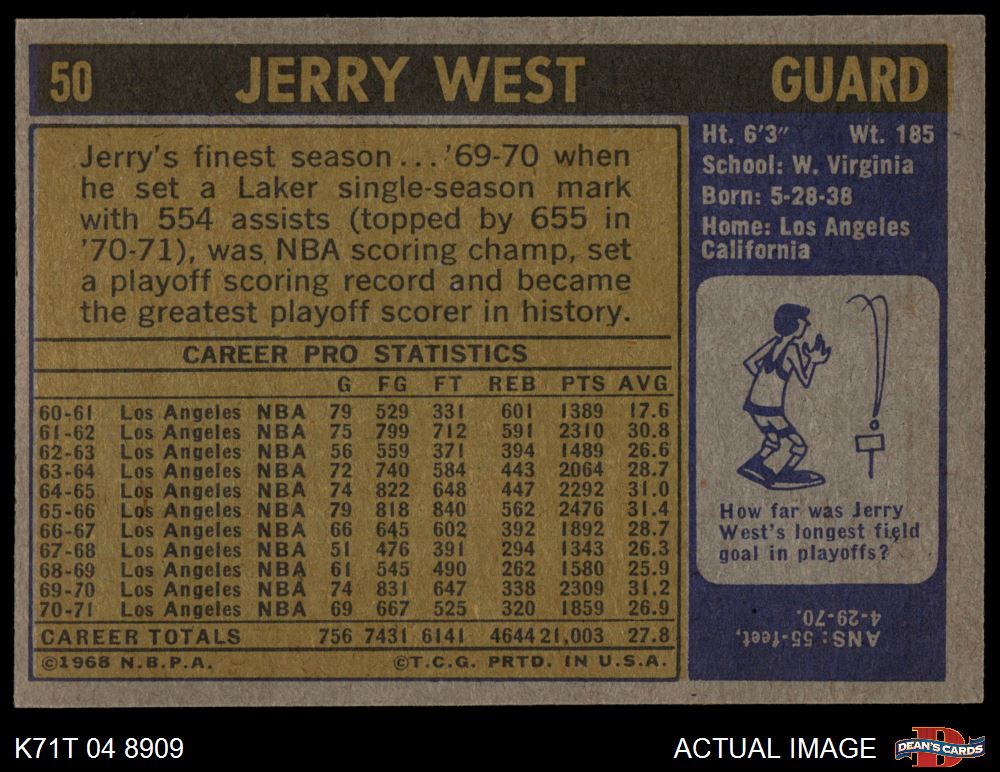 50 JERRY WEST GUARD
Jerry's finest season...'69-70 when
he set a Laker single-season mark
with 554 assists (topped by 655 in
'70-71), was NBA scoring champ, set
a playoff scoring record and became
the greatest playoff scorer in history.
CAREER PRO STATISTICS
G FG FT REB PTS AVG
60-61 Los Angeles NBA 79 529 331 601 1389 17.6
61-62 Los Angeles NBA 75 799 712 591 2310 30.8
62-63 Los Angeles NBA 56 559 371 394 1489 26.6
63-64 Los Angeles NBA 72 740 584 443 2064 28.7
64-65 Los Angeles NBA 74 822 648 447 2292 31.0
65-66 Los Angeles NBA 79 818 840 562 2476 31.4
66-67 Los Angeles NBA 66 645 602 392 1892 28.7
67-68 Los Angeles NBA 51 476 391 294 1343 26.3
68-69 Los Angeles NBA 61 545 490 262 1580 25.9
69-70 Los Angeles NBA 74 831 647 338 2309 31.2
70-71 Los Angeles NBA 69 667 525 320 1859 26.9
CAREER TOTALS 756 7431 6141 4644 21,003 27.8
©1968 N.B.P.A. ©T.C.G. PRTD. IN U.S.A.
Ht. 6'3" Wt. 185
School: W. Virginia
Born: 5-28-38
Home: Los Angeles
California
How far was Jerry
West's longest field
goal in playoffs?
ANS: 55-feet,
4-29-70.
K71T 04 8909
ACTUAL IMAGE
D
DEAN'S CARDS